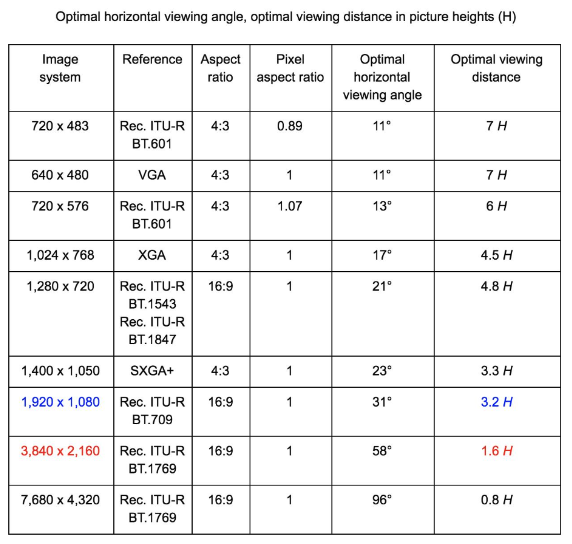 Optimal horizontal viewing angle, optimal viewing distance in picture heights (H)
Image system | Reference | Aspect ratio | Pixel aspect ratio | Optimal horizontal viewing angle | Optimal viewing distance
720 x 483 | Rec. ITU-R BT.601 | 4:3 | 0.89 | 11° | 7 H
640 x 480 | VGA | 4:3 | 1 | 11° | 7 H
720 x 576 | Rec. ITU-R BT.601 | 4:3 | 1.07 | 13° | 6 H
1,024 x 768 | XGA | 4:3 | 1 | 17° | 4.5 H
1,280 x 720 | Rec. ITU-R BT.1543 Rec. ITU-R BT.1847 | 16:9 | 1 | 21° | 4.8 H
1,400 x 1,050 | SXGA+ | 4:3 | 1 | 23° | 3.3 H
1,920 x 1,080 | Rec. ITU-R BT.709 | 16:9 | 1 | 31° | 3.2 H
3,840 x 2,160 | Rec. ITU-R BT.1769 | 16:9 | 1 | 58° | 1.6 H
7,680 x 4,320 | Rec. ITU-R BT.1769 | 16:9 | 1 | 96° | 0.8 H